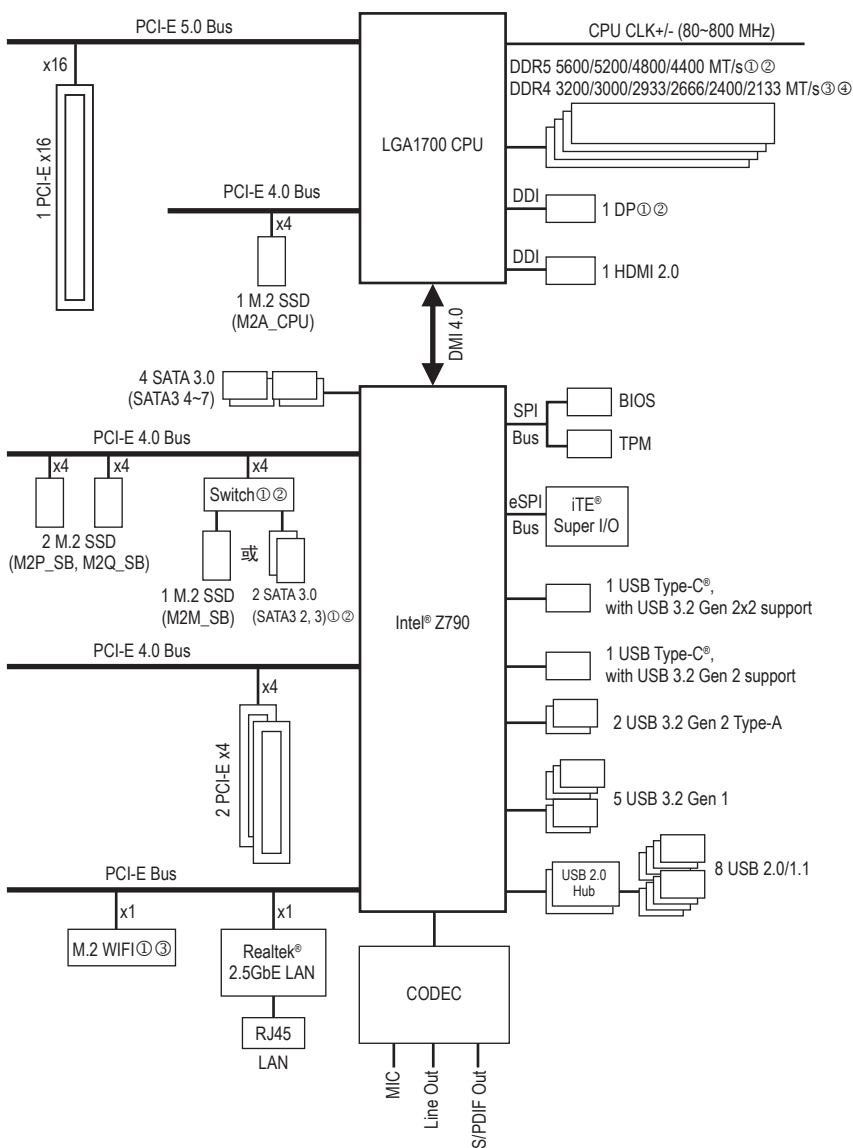 PCI-E 5.0 Bus
CPU CLK+/- (80~800 MHz)
x16
DDR5 5600/5200/4800/4400 MT/s①②
DDR4 3200/3000/2933/2666/2400/2133 MT/s③④
1 PCI-E x16
LGA1700 CPU
PCI-E 4.0 Bus
x4
1 M.2 SSD
(M2A_CPU)
DDI
1 DP①②
DDI
1 HDMI 2.0
DMI 4.0
4 SATA 3.0
(SATA3 4~7)
SPI
Bus
BIOS
TPM
PCI-E 4.0 Bus
x4
x4
x4
Switch①②
eSPI
Bus
iTE®
Super I/O
2 M.2 SSD
(M2P_SB, M2Q_SB)
或
1 M.2 SSD
(M2M_SB)
2 SATA 3.0
(SATA3 2, 3)①②
Intel® Z790
1 USB Type-C®,
with USB 3.2 Gen 2x2 support
PCI-E 4.0 Bus
x4
1 USB Type-C®,
with USB 3.2 Gen 2 support
2 PCI-E x4
2 USB 3.2 Gen 2 Type-A
5 USB 3.2 Gen 1
USB 2.0
Hub
8 USB 2.0/1.1
PCI-E Bus
x1
x1
M.2 WIFI①③
Realtek®
2.5GbE LAN
RJ45
LAN
CODEC
MIC
Line Out
S/PDIF Out